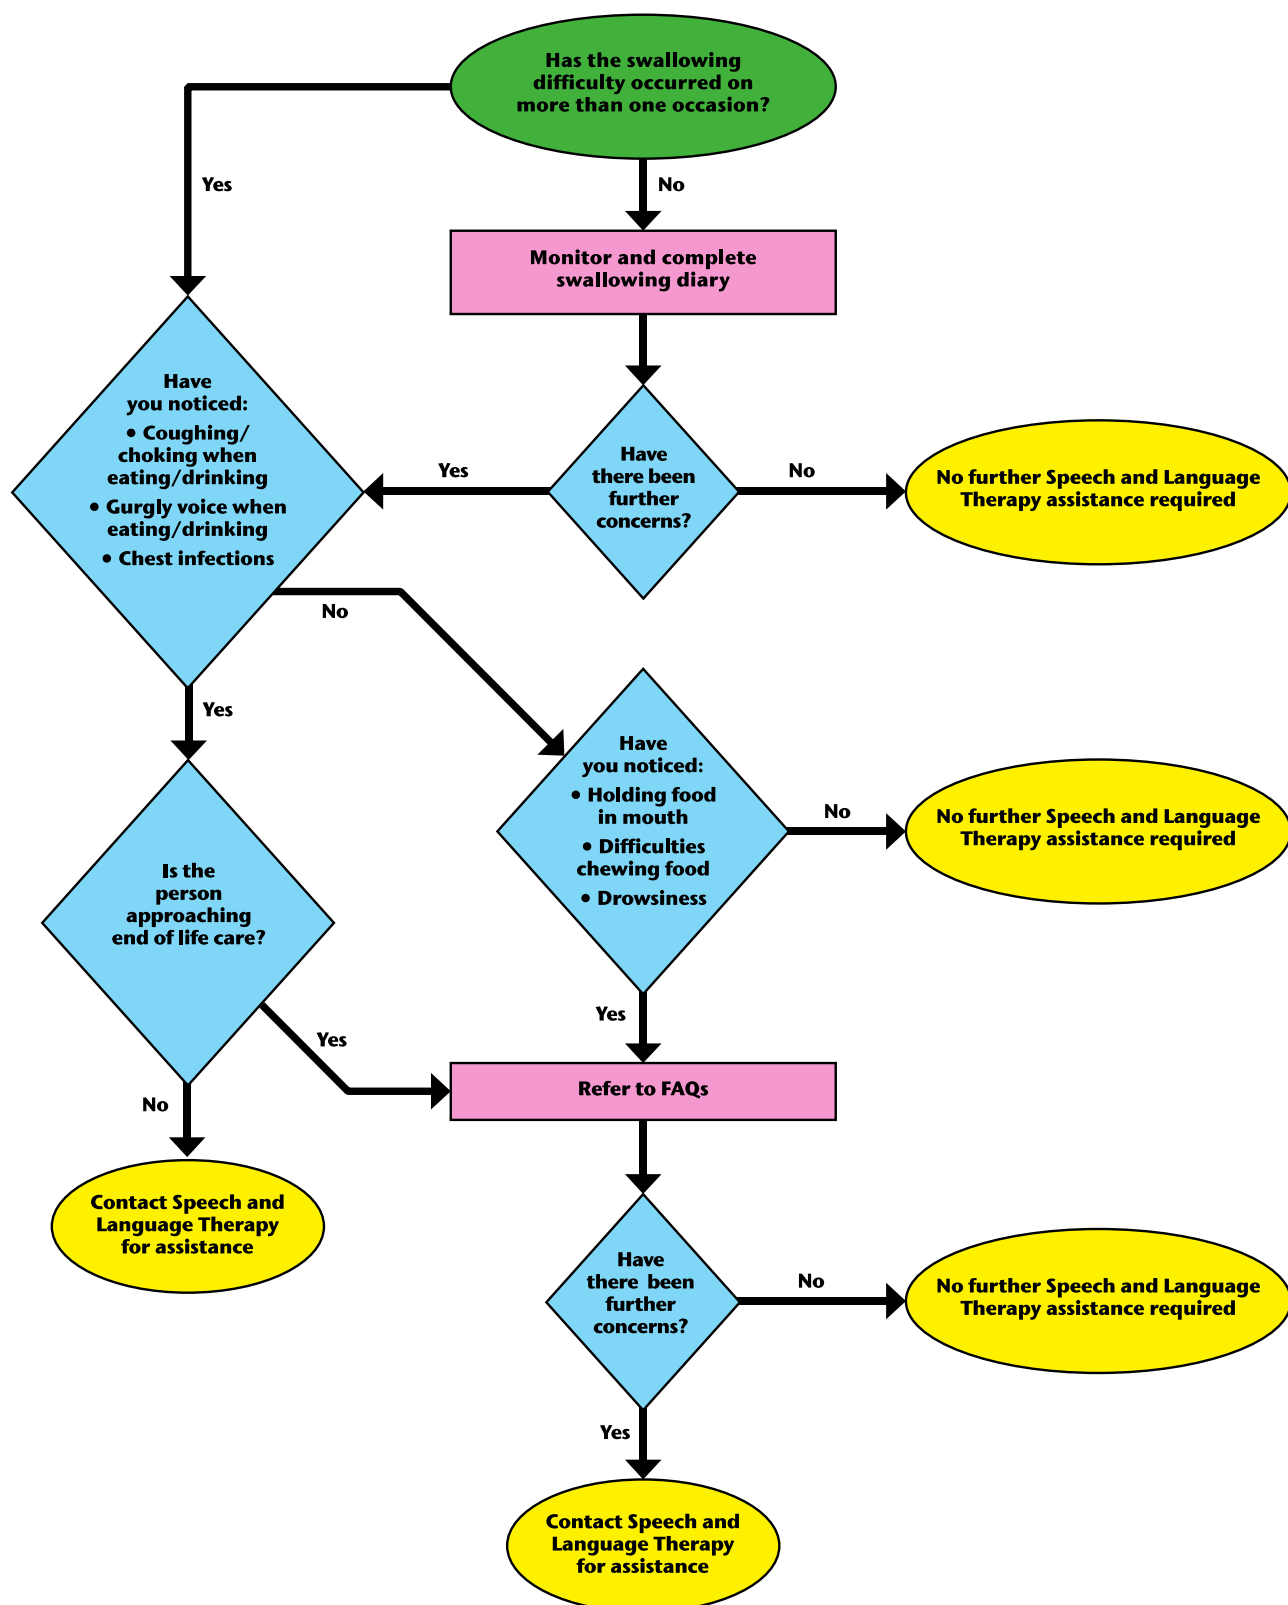 Has the swallowing
difficulty occurred on
more than one occasion?
Yes
No
Monitor and complete
swallowing diary
Have
you noticed:
• Coughing/
choking when
eating/drinking
• Gurgly voice when
eating/drinking
• Chest infections
Yes
Have
there been
further
concerns?
No
No further Speech and Language
Therapy assistance required
No
Yes
Have
you noticed:
• Holding food
in mouth
• Difficulties
chewing food
• Drowsiness
No
No further Speech and Language
Therapy assistance required
Is the
person
approaching
end of life care?
Yes
Yes
No
Refer to FAQs
Contact Speech and
Language Therapy
for assistance
Have
there been
further
concerns?
No
No further Speech and Language
Therapy assistance required
Yes
Contact Speech and
Language Therapy
for assistance